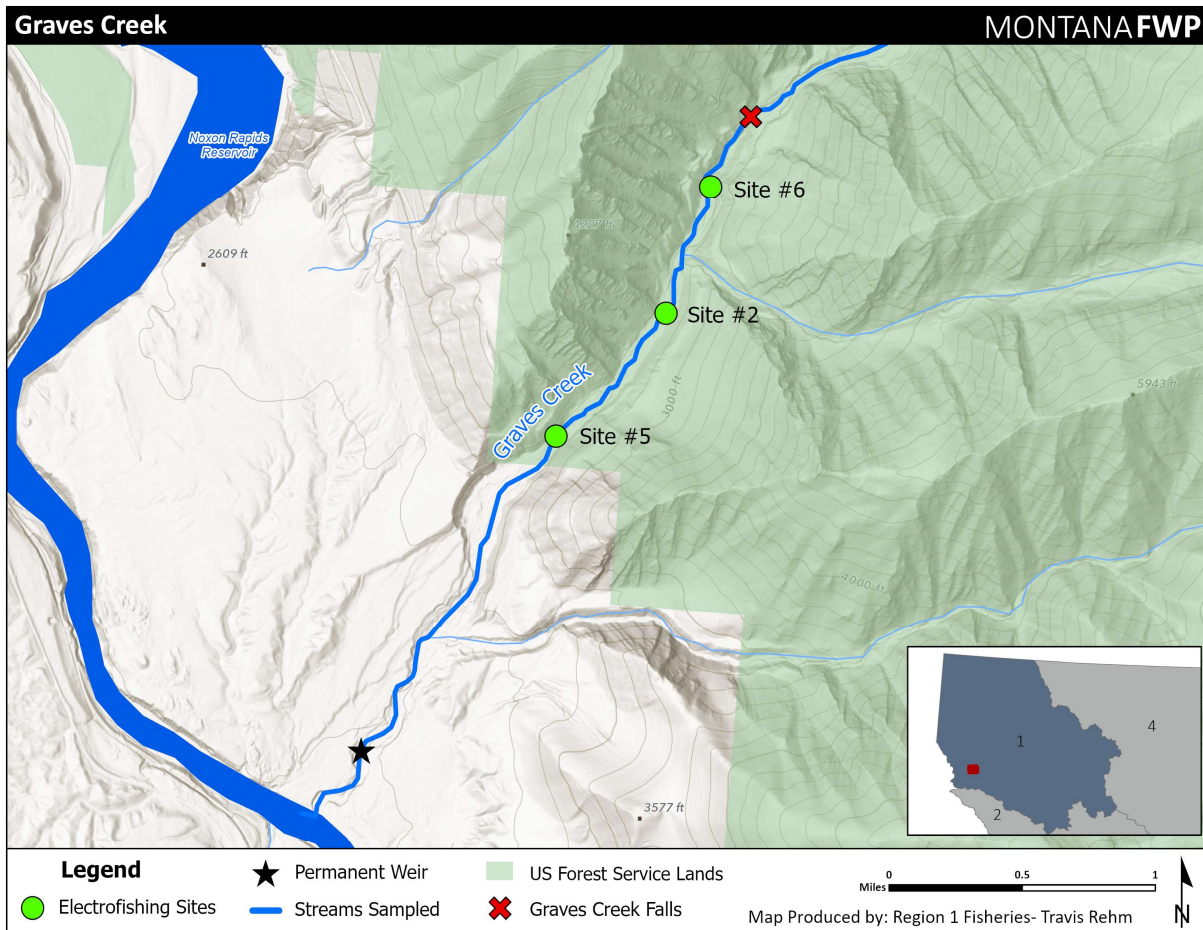 Graves Creek
MONTANA FWP
Noxon Rapids
Reservoir
2609 ft
4227 ft
Site #6
Site #2
3000 ft
5943 ft
Graves Creek
Site #5
4000 ft
3577 ft
1
4
2
Legend
Permanent Weir
US Forest Service Lands
Electrofishing Sites
Streams Sampled
Graves Creek Falls
0 0.5 1
Miles
Map Produced by: Region 1 Fisheries- Travis Rehm
N